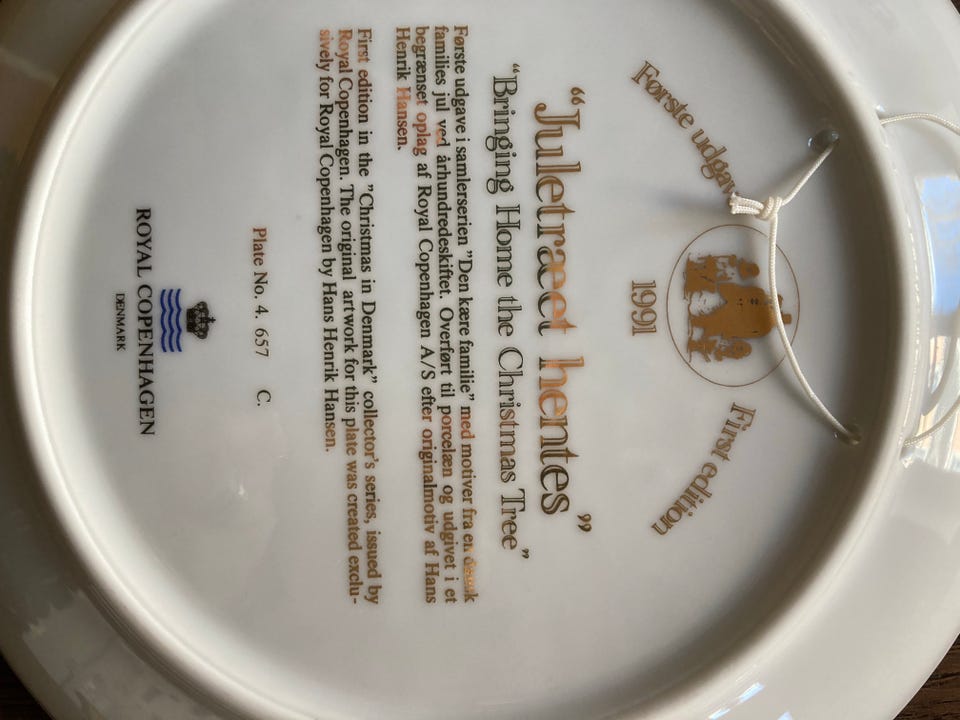 Første udgave
First edition
1991
“Juletræet hentes”
“Bringing Home the Christmas Tree”
Første udgave i samlerserien ”Den kære familie” med motiver fra en dansk
families jul ved århundredeskiftet. Overført til porcelæn og udgivet i et
begrænset oplag af Royal Copenhagen A/S efter originalmotiv af Hans
Henrik Hansen.
First edition in the ”Christmas in Denmark” collector’s series, issued by
Royal Copenhagen. The original artwork for this plate was created exclu-
sively for Royal Copenhagen by Hans Henrik Hansen.
Plate No. 4. 657 C.
ROYAL COPENHAGEN
DENMARK